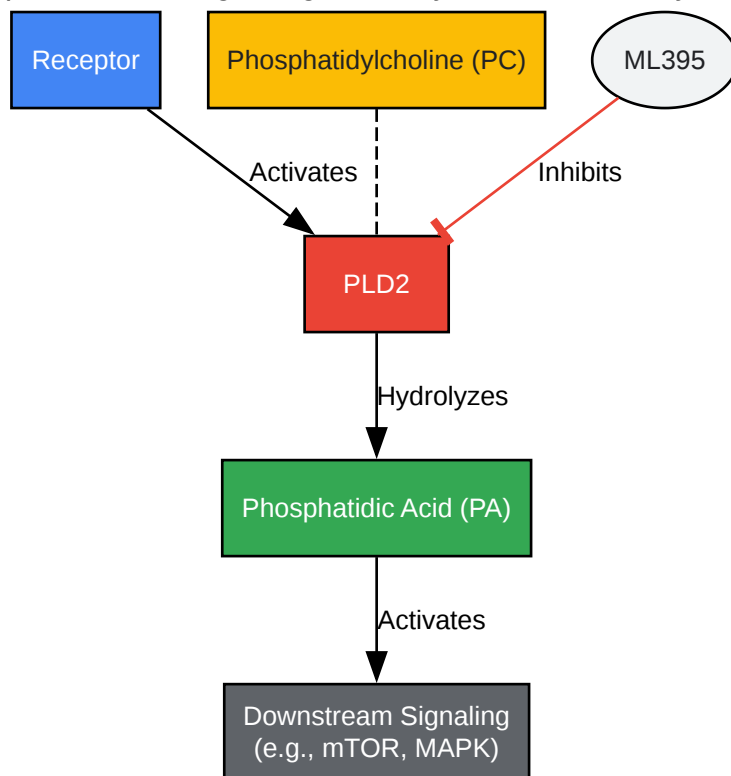 Receptor
Phosphatidylcholine (PC)
ML395
Activates
Inhibits
PLD2
Hydrolyzes
Phosphatidic Acid (PA)
Activates
Downstream Signaling
(e.g., mTOR, MAPK)